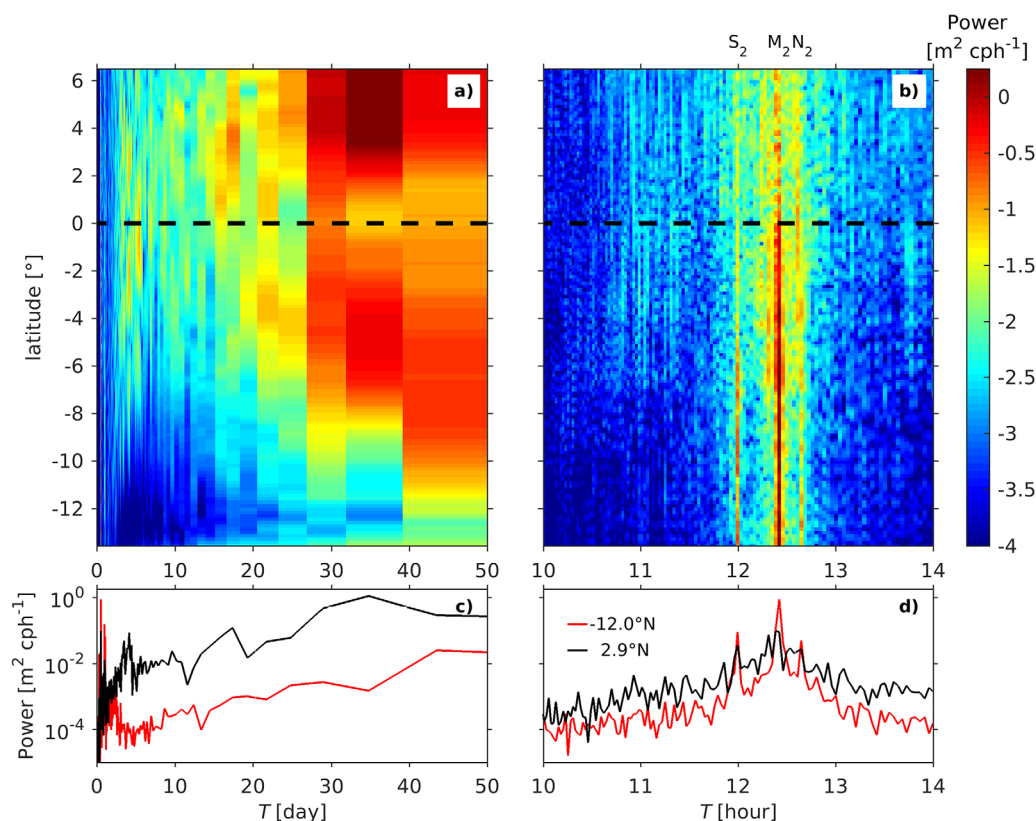 S₂ M₂ N₂
Power
[m² cph⁻¹]
a)
b)
6
4
2
0
-2
-4
-6
-8
-10
-12
latitude [°]
0
-0.5
-1
-1.5
-2
-2.5
-3
-3.5
-4
0 10 20 30 40 50
10 11 12 13 14
c)
d)
10⁰
10⁻²
10⁻⁴
Power [m² cph⁻¹]
-12.0°N
2.9°N
0 10 20 30 40 50
10 11 12 13 14
T [day]
T [hour]